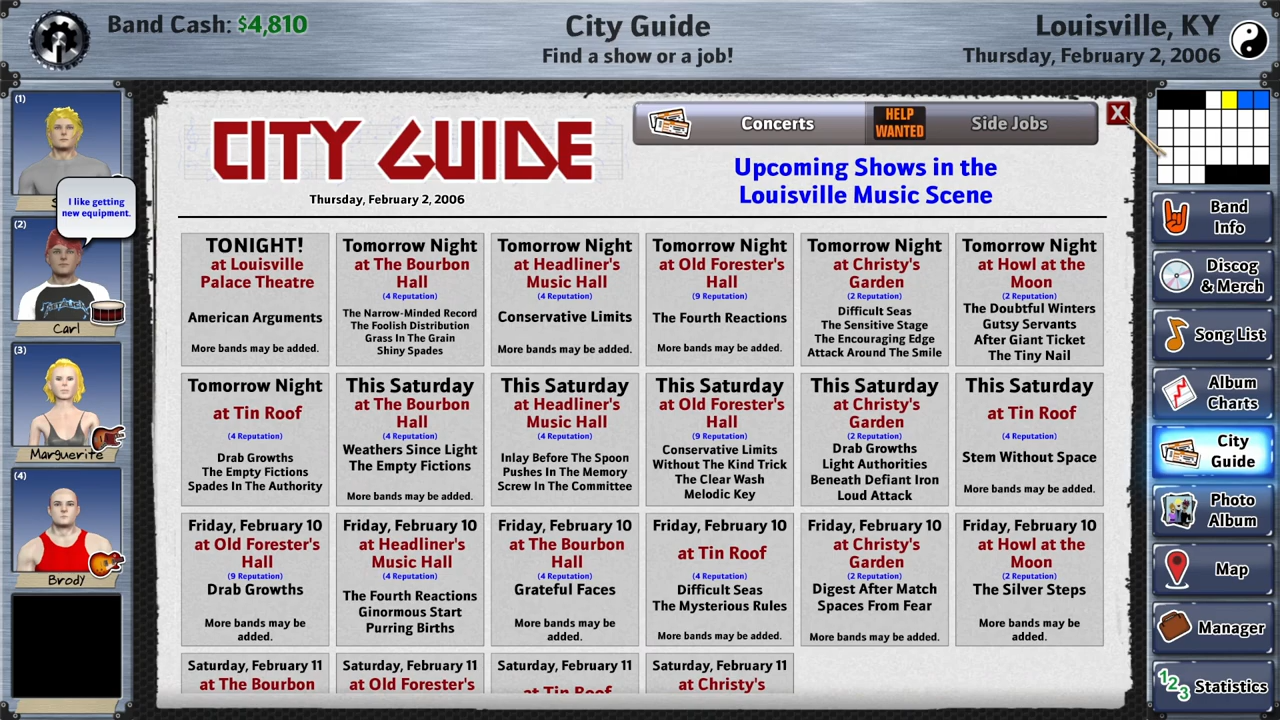 Band Cash: $4,810
City Guide
Find a show or a job!
Louisville, KY
Thursday, February 2, 2006
(1)
I like getting
new equipment.
(2)
Carl
(3)
Marguerite
(4)
Brody
CITY GUIDE
Thursday, February 2, 2006
Concerts
HELP
WANTED
Side Jobs
X
Upcoming Shows in the
Louisville Music Scene
TONIGHT!
at Louisville
Palace Theatre
American Arguments
More bands may be added.
Tomorrow Night
at The Bourbon
Hall
(4 Reputation)
The Narrow-Minded Record
The Foolish Distribution
Grass In The Grain
Shiny Spades
Tomorrow Night
at Headliner's
Music Hall
(4 Reputation)
Conservative Limits
More bands may be added.
Tomorrow Night
at Old Forester's
Hall
(9 Reputation)
The Fourth Reactions
More bands may be added.
Tomorrow Night
at Christy's
Garden
(2 Reputation)
Difficult Seas
The Sensitive Stage
The Encouraging Edge
Attack Around The Smile
Tomorrow Night
at Howl at the
Moon
(2 Reputation)
The Doubtful Winters
Gutsy Servants
After Giant Ticket
The Tiny Nail
Tomorrow Night
at Tin Roof
(4 Reputation)
Drab Growths
The Empty Fictions
Spades In The Authority
This Saturday
at The Bourbon
Hall
(4 Reputation)
Weathers Since Light
The Empty Fictions
More bands may be added.
This Saturday
at Headliner's
Music Hall
(4 Reputation)
Inlay Before The Spoon
Pushes In The Memory
Screw In The Committee
This Saturday
at Old Forester's
Hall
(9 Reputation)
Conservative Limits
Without The Kind Trick
The Clear Wash
Melodic Key
This Saturday
at Christy's
Garden
(2 Reputation)
Drab Growths
Light Authorities
Beneath Defiant Iron
Loud Attack
This Saturday
at Tin Roof
(4 Reputation)
Stem Without Space
More bands may be added.
Friday, February 10
at Old Forester's
Hall
(9 Reputation)
Drab Growths
More bands may be
added.
Friday, February 10
at Headliner's
Music Hall
(4 Reputation)
The Fourth Reactions
Ginormous Start
Purring Births
Friday, February 10
at The Bourbon
Hall
(4 Reputation)
Grateful Faces
More bands may be
added.
Friday, February 10
at Tin Roof
(4 Reputation)
Difficult Seas
The Mysterious Rules
More bands may be added.
Friday, February 10
at Christy's
Garden
(2 Reputation)
Digest After Match
Spaces From Fear
More bands may be added.
Friday, February 10
at Howl at the
Moon
(2 Reputation)
The Silver Steps
More bands may be
added.
Saturday, February 11
at The Bourbon
Saturday, February 11
at Old Forester's
Saturday, February 11
at Tin Roof
Saturday, February 11
at Christy's
Band
Info
Discog
& Merch
Song List
Album
Charts
City
Guide
Photo
Album
Map
Manager
123
Statistics